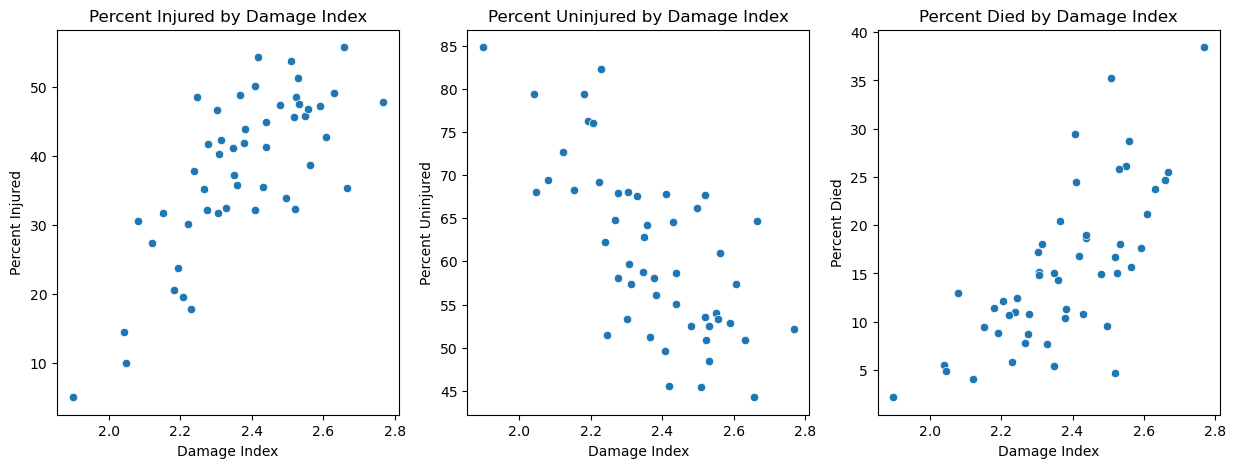 Percent Injured by Damage Index
Percent Injured
50
40
30
20
10
2.0 2.2 2.4 2.6 2.8
Damage Index
Percent Uninjured by Damage Index
Percent Uninjured
85
80
75
70
65
60
55
50
45
2.0 2.2 2.4 2.6 2.8
Damage Index
Percent Died by Damage Index
Percent Died
40
35
30
25
20
15
10
5
2.0 2.2 2.4 2.6 2.8
Damage Index